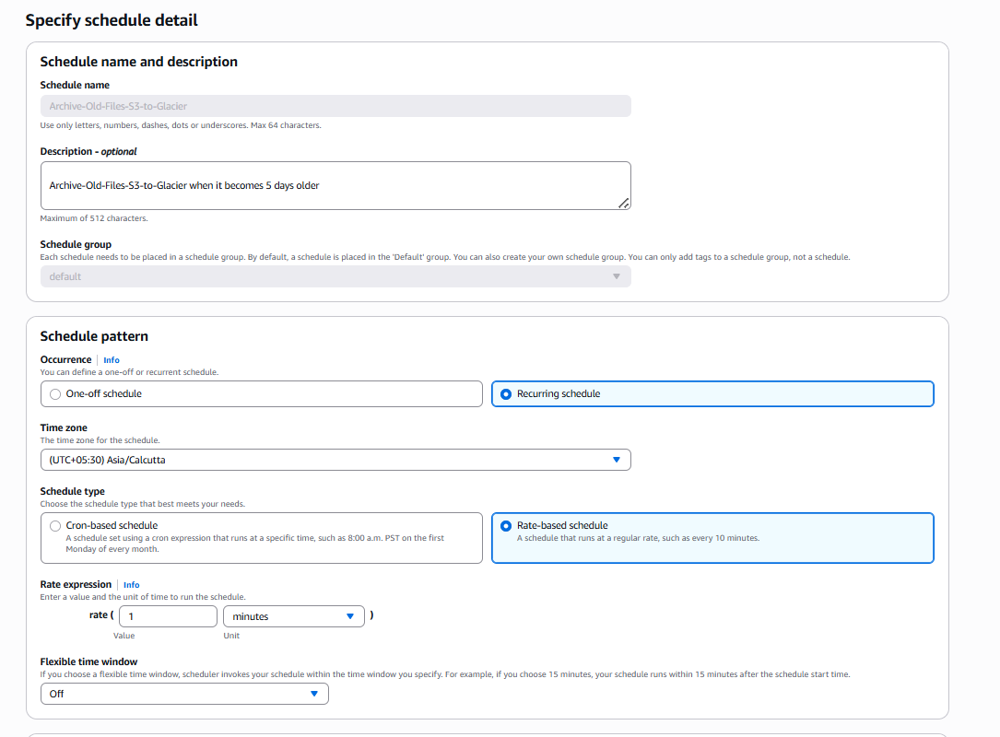 Specify schedule detail
Schedule name and description
Schedule name
Archive-Old-Files-S3-to-Glacier
Use only letters, numbers, dashes, dots or underscores. Max 64 characters.
Description - optional
Archive-Old-Files-S3-to-Glacier when it becomes 5 days older
Maximum of 512 characters.
Schedule group
Each schedule needs to be placed in a schedule group. By default, a schedule is placed in the 'Default' group. You can also create your own schedule group. You can only add tags to a schedule group, not a schedule.
default
Schedule pattern
Occurrence Info
You can define a one-off or recurrent schedule.
One-off schedule
Recurring schedule
Time zone
The time zone for the schedule.
(UTC+05:30) Asia/Calcutta
Schedule type
Choose the schedule type that best meets your needs.
Cron-based schedule
A schedule set using a cron expression that runs at a specific time, such as 8:00 a.m. PST on the first
Monday of every month.
Rate-based schedule
A schedule that runs at a regular rate, such as every 10 minutes.
Rate expression Info
Enter a value and the unit of time to run the schedule.
rate ( 1 minutes )
Value Unit
Flexible time window
If you choose a flexible time window, scheduler invokes your schedule within the time window you specify. For example, if you choose 15 minutes, your schedule runs within 15 minutes after the schedule start time.
Off